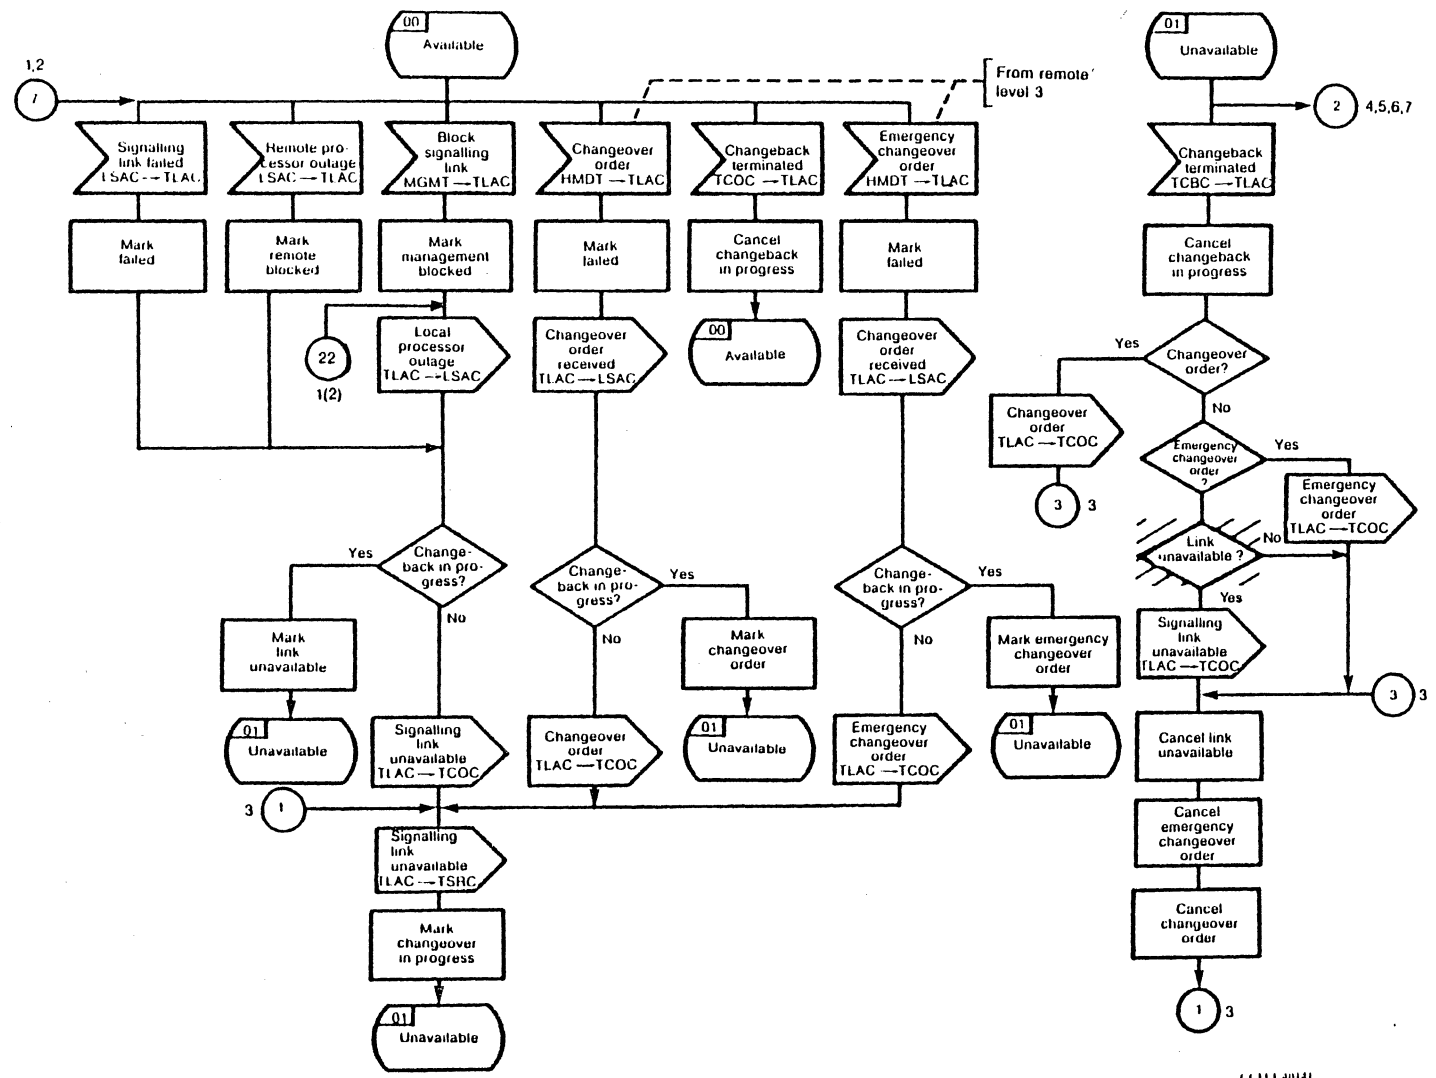 00
Available
01
Unavailable
1,2
7
From remote
level 3
2
4,5,6,7
Signalling
link failed
LSAC → TLAC
Remote pro-
cessor outage
LSAC → TLAC
Block
signalling
link
MGMT → TLAC
Changeover
order
HMDT → TLAC
Changeback
terminated
TCOC → TLAC
Emergency
changeover
order
HMDT → TLAC
Changeback
terminated
TCBC → TLAC
Mark
failed
Mark
remote
blocked
Mark
management
blocked
Mark
failed
Cancel
changeback
in progress
Mark
failed
Cancel
changeback
in progress
22
1(2)
Local
processor
outage
TLAC → LSAC
Changeover
order
received
TLAC → LSAC
00
Available
Changeover
order
received
TLAC → LSAC
Yes
Changeover
order?
No
Changeover
order
TLAC → TCOC
3
3
Emergency
changeover
order
?
Yes
Emergency
changeover
order
TLAC → TCOC
Link
unavailable ?
No
Yes
Yes
Change-
back in pro-
gress?
No
Change-
back in pro-
gress?
Yes
No
Change-
back in pro-
gress?
Yes
No
Mark
link
unavailable
Mark
changeover
order
Mark emergency
changeover
order
Signalling
link
unavailable
TLAC → TCOC
3
3
01
Unavailable
Signalling
link
unavailable
TLAC → TCOC
Changeover
order
TLAC → TCOC
01
Unavailable
Emergency
changeover
order
TLAC → TCOC
01
Unavailable
Cancel link
unavailable
3
1
Signalling
link
unavailable
TLAC → TSRC
Cancel
emergency
changeover
order
Mark
changeover
in progress
Cancel
changeover
order
01
Unavailable
1
3